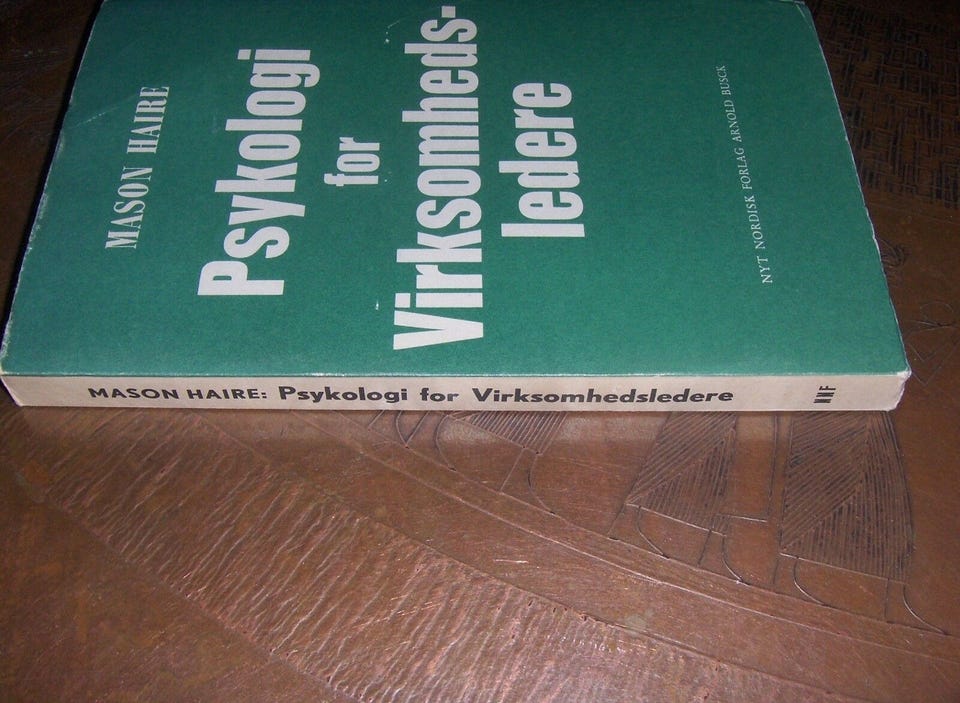 MASON HAIRE
Psykologi
for
Virksomheds-
ledere
NYT NORDISK FORLAG ARNOLD BUSCK
MASON HAIRE: Psykologi for Virksomhedsledere
NNF